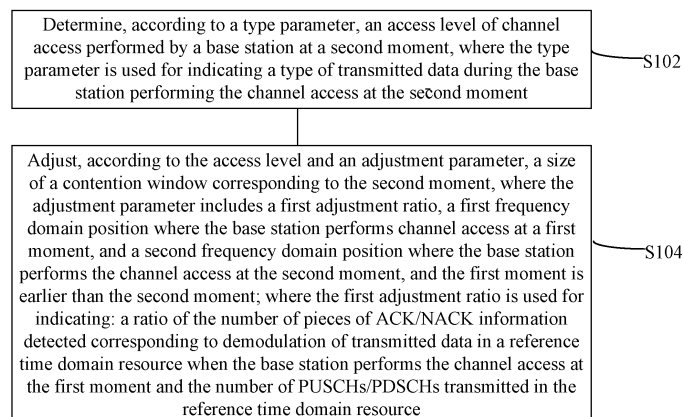 Determine, according to a type parameter, an access level of channel
access performed by a base station at a second moment, where the type
parameter is used for indicating a type of transmitted data during the base
station performing the channel access at the second moment
S102
Adjust, according to the access level and an adjustment parameter, a size
of a contention window corresponding to the second moment, where the
adjustment parameter includes a first adjustment ratio, a first frequency
domain position where the base station performs channel access at a first
moment, and a second frequency domain position where the base station
performs the channel access at the second moment, and the first moment is
earlier than the second moment; where the first adjustment ratio is used for
indicating: a ratio of the number of pieces of ACK/NACK information
detected corresponding to demodulation of transmitted data in a reference
time domain resource when the base station performs the channel access at
the first moment and the number of PUSCHs/PDSCHs transmitted in the
reference time domain resource
S104